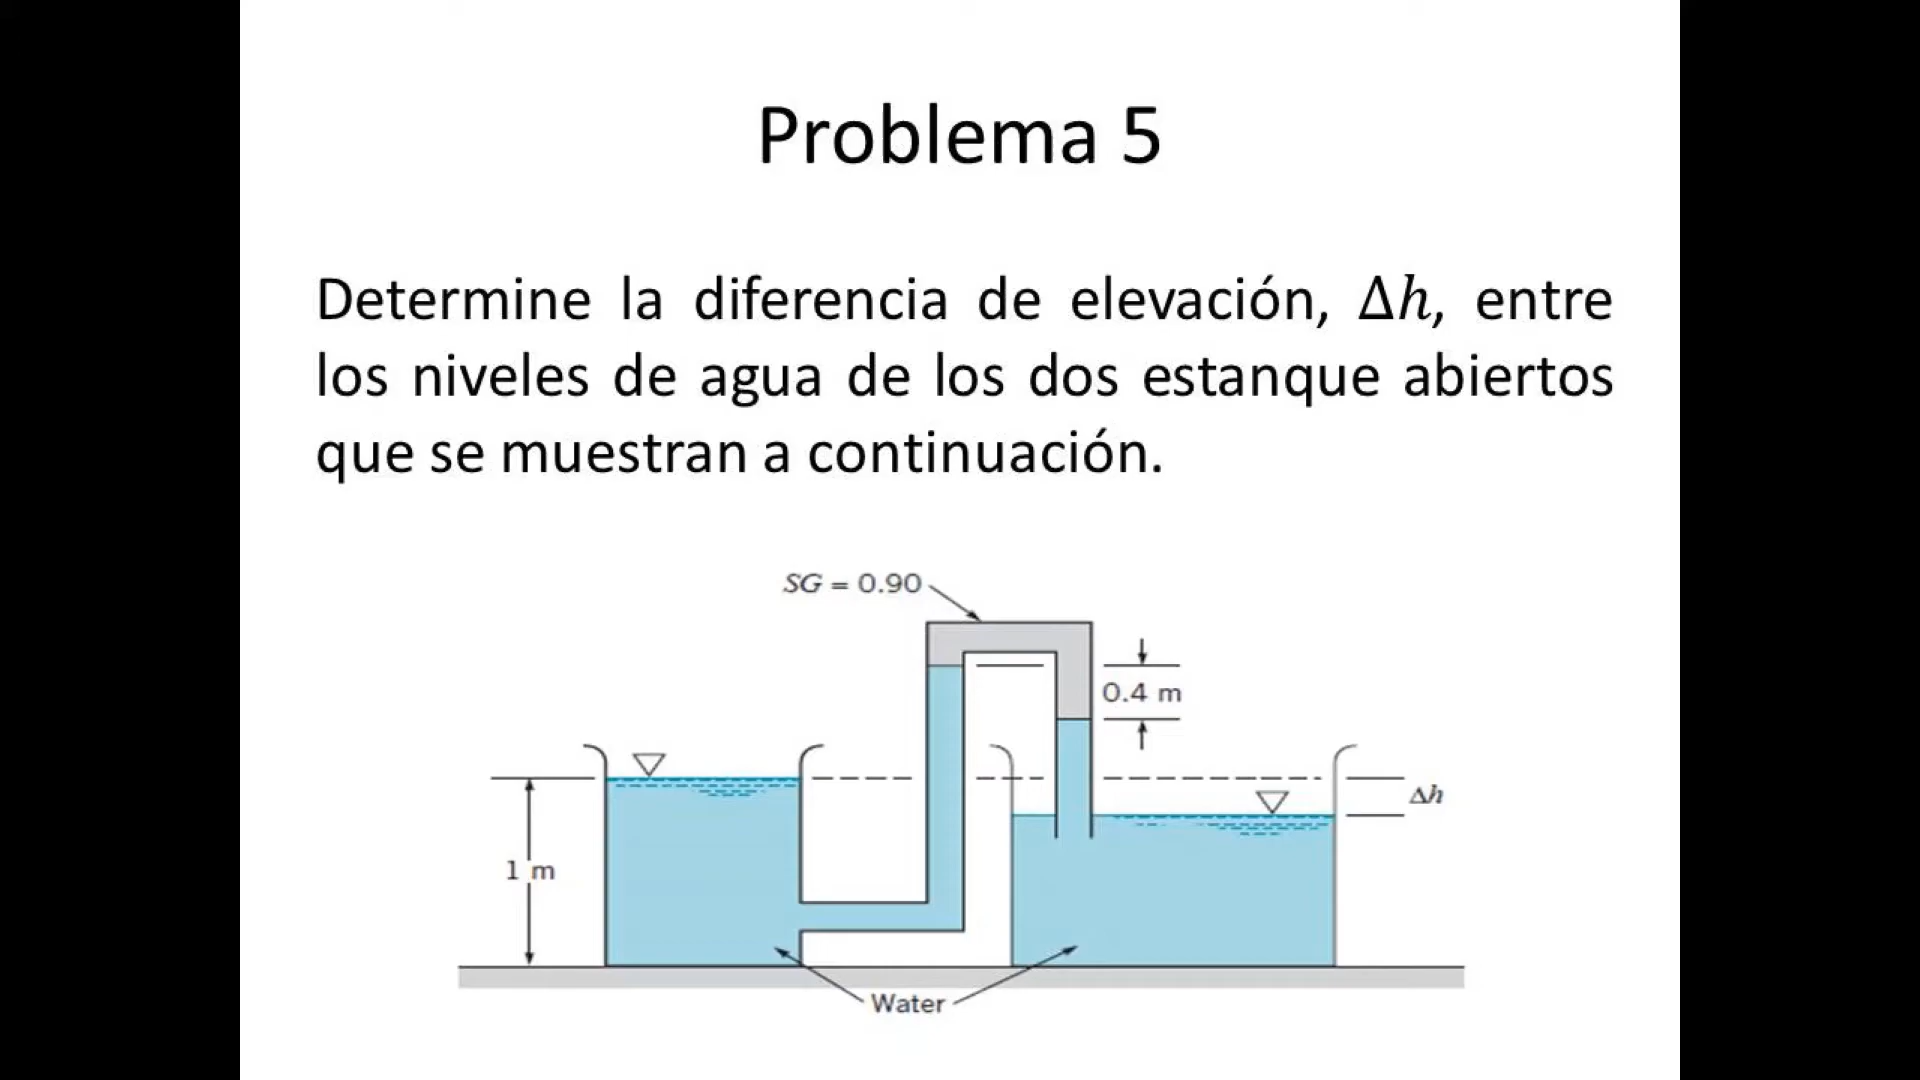 Problema 5
Determine la diferencia de elevación, Δh, entre
los niveles de agua de los dos estanque abiertos
que se muestran a continuación.
SG = 0.90
0.4 m
Δh
1 m
Water